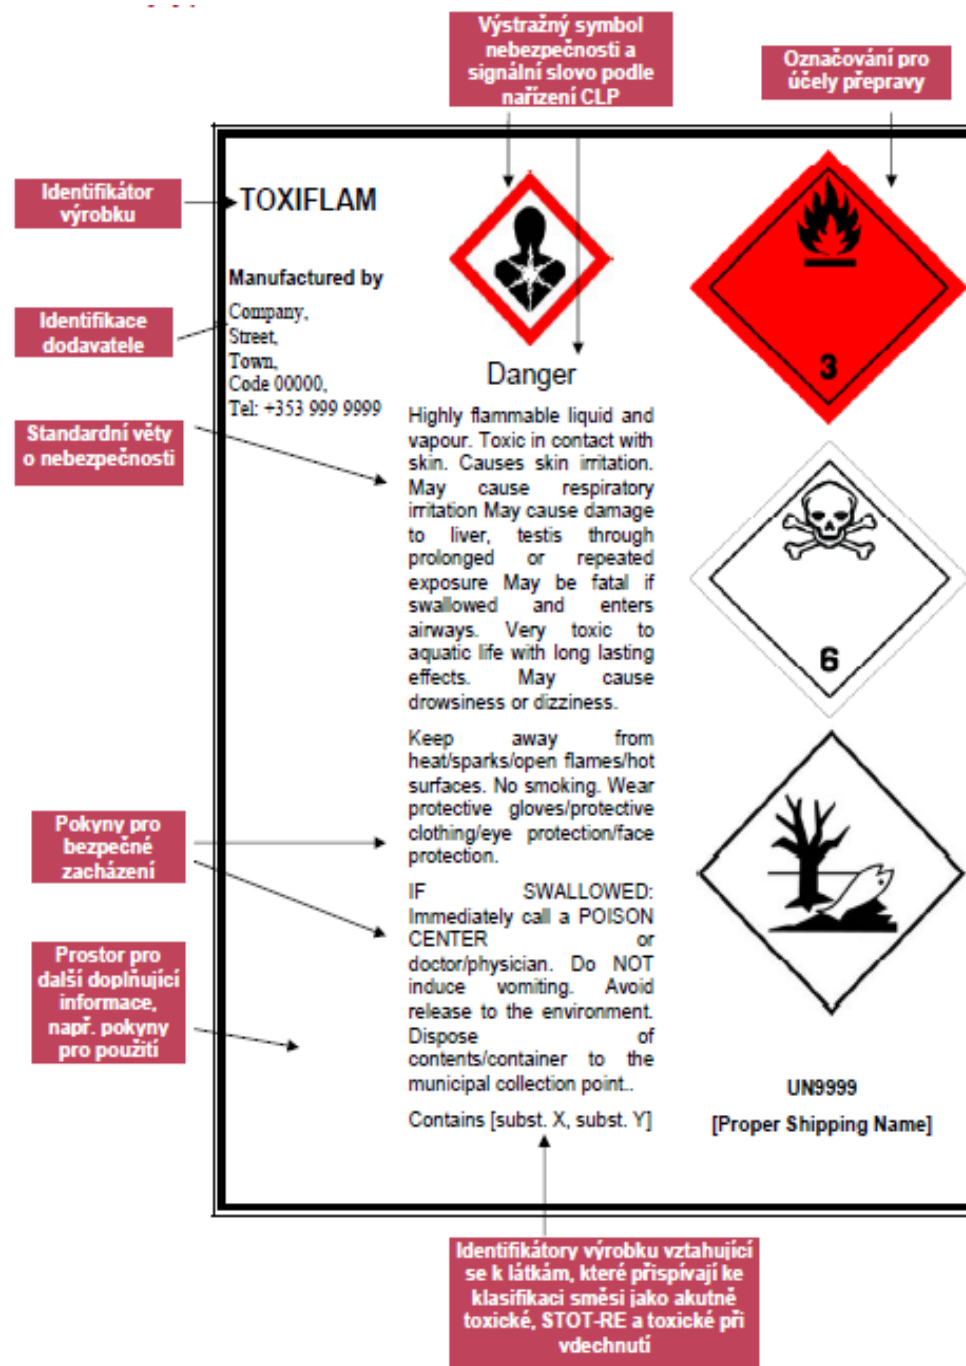 Výstražný symbol
nebezpečnosti a
signální slovo podle
nařízení CLP
Označování pro
účely přepravy
Identifikátor
výrobku
TOXIFLAM
Manufactured by
Company,
Street,
Town,
Code 00000,
Tel: +353 999 9999
Identifikace
dodavatele
Standardní věty
o nebezpečnosti
Danger
Highly flammable liquid and
vapour. Toxic in contact with
skin. Causes skin irritation.
May cause respiratory
irritation May cause damage
to liver, testis through
prolonged or repeated
exposure May be fatal if
swallowed and enters
airways. Very toxic to
aquatic life with long lasting
effects. May cause
drowsiness or dizziness.
Keep away from
heat/sparks/open flames/hot
surfaces. No smoking. Wear
protective gloves/protective
clothing/eye protection/face
protection.
IF SWALLOWED:
Immediately call a POISON
CENTER or
doctor/physician. Do NOT
induce vomiting. Avoid
release to the environment.
Dispose of
contents/container to the
municipal collection point..
Contains [subst. X, subst. Y]
3
6
UN9999
[Proper Shipping Name]
Pokyny pro
bezpečné
zacházení
Prostor pro
další doplňující
informace,
např. pokyny
pro použití
Identifikátory výrobku vztahující
se k látkám, které přispívají ke
klasifikaci směsi jako akutně
toxické, STOT-RE a toxické při
vdechnutí